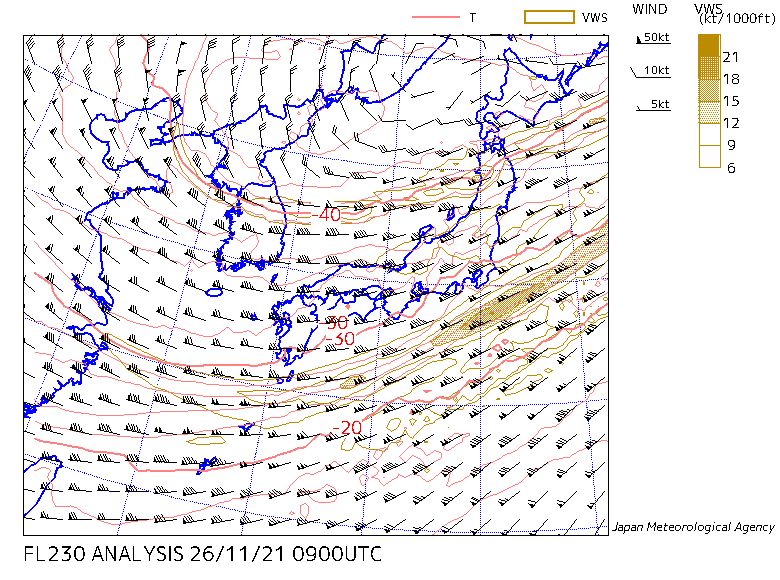 T
VWS
WIND
50kt
10kt
5kt
VWS
(kt/1000ft)
21
18
15
12
9
6
-40
-30
-20
Japan Meteorological Agency
FL230 ANALYSIS 26/11/21 0900UTC